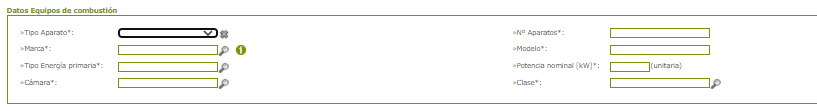 Datos Equipos de combustión
»Tipo Aparato*:
»Nº Aparatos*:
»Marca*:
»Modelo*:
»Tipo Energía primaria*:
»Potencia nominal [kW]*: (unitaria)
»Cámara*:
»Clase*: